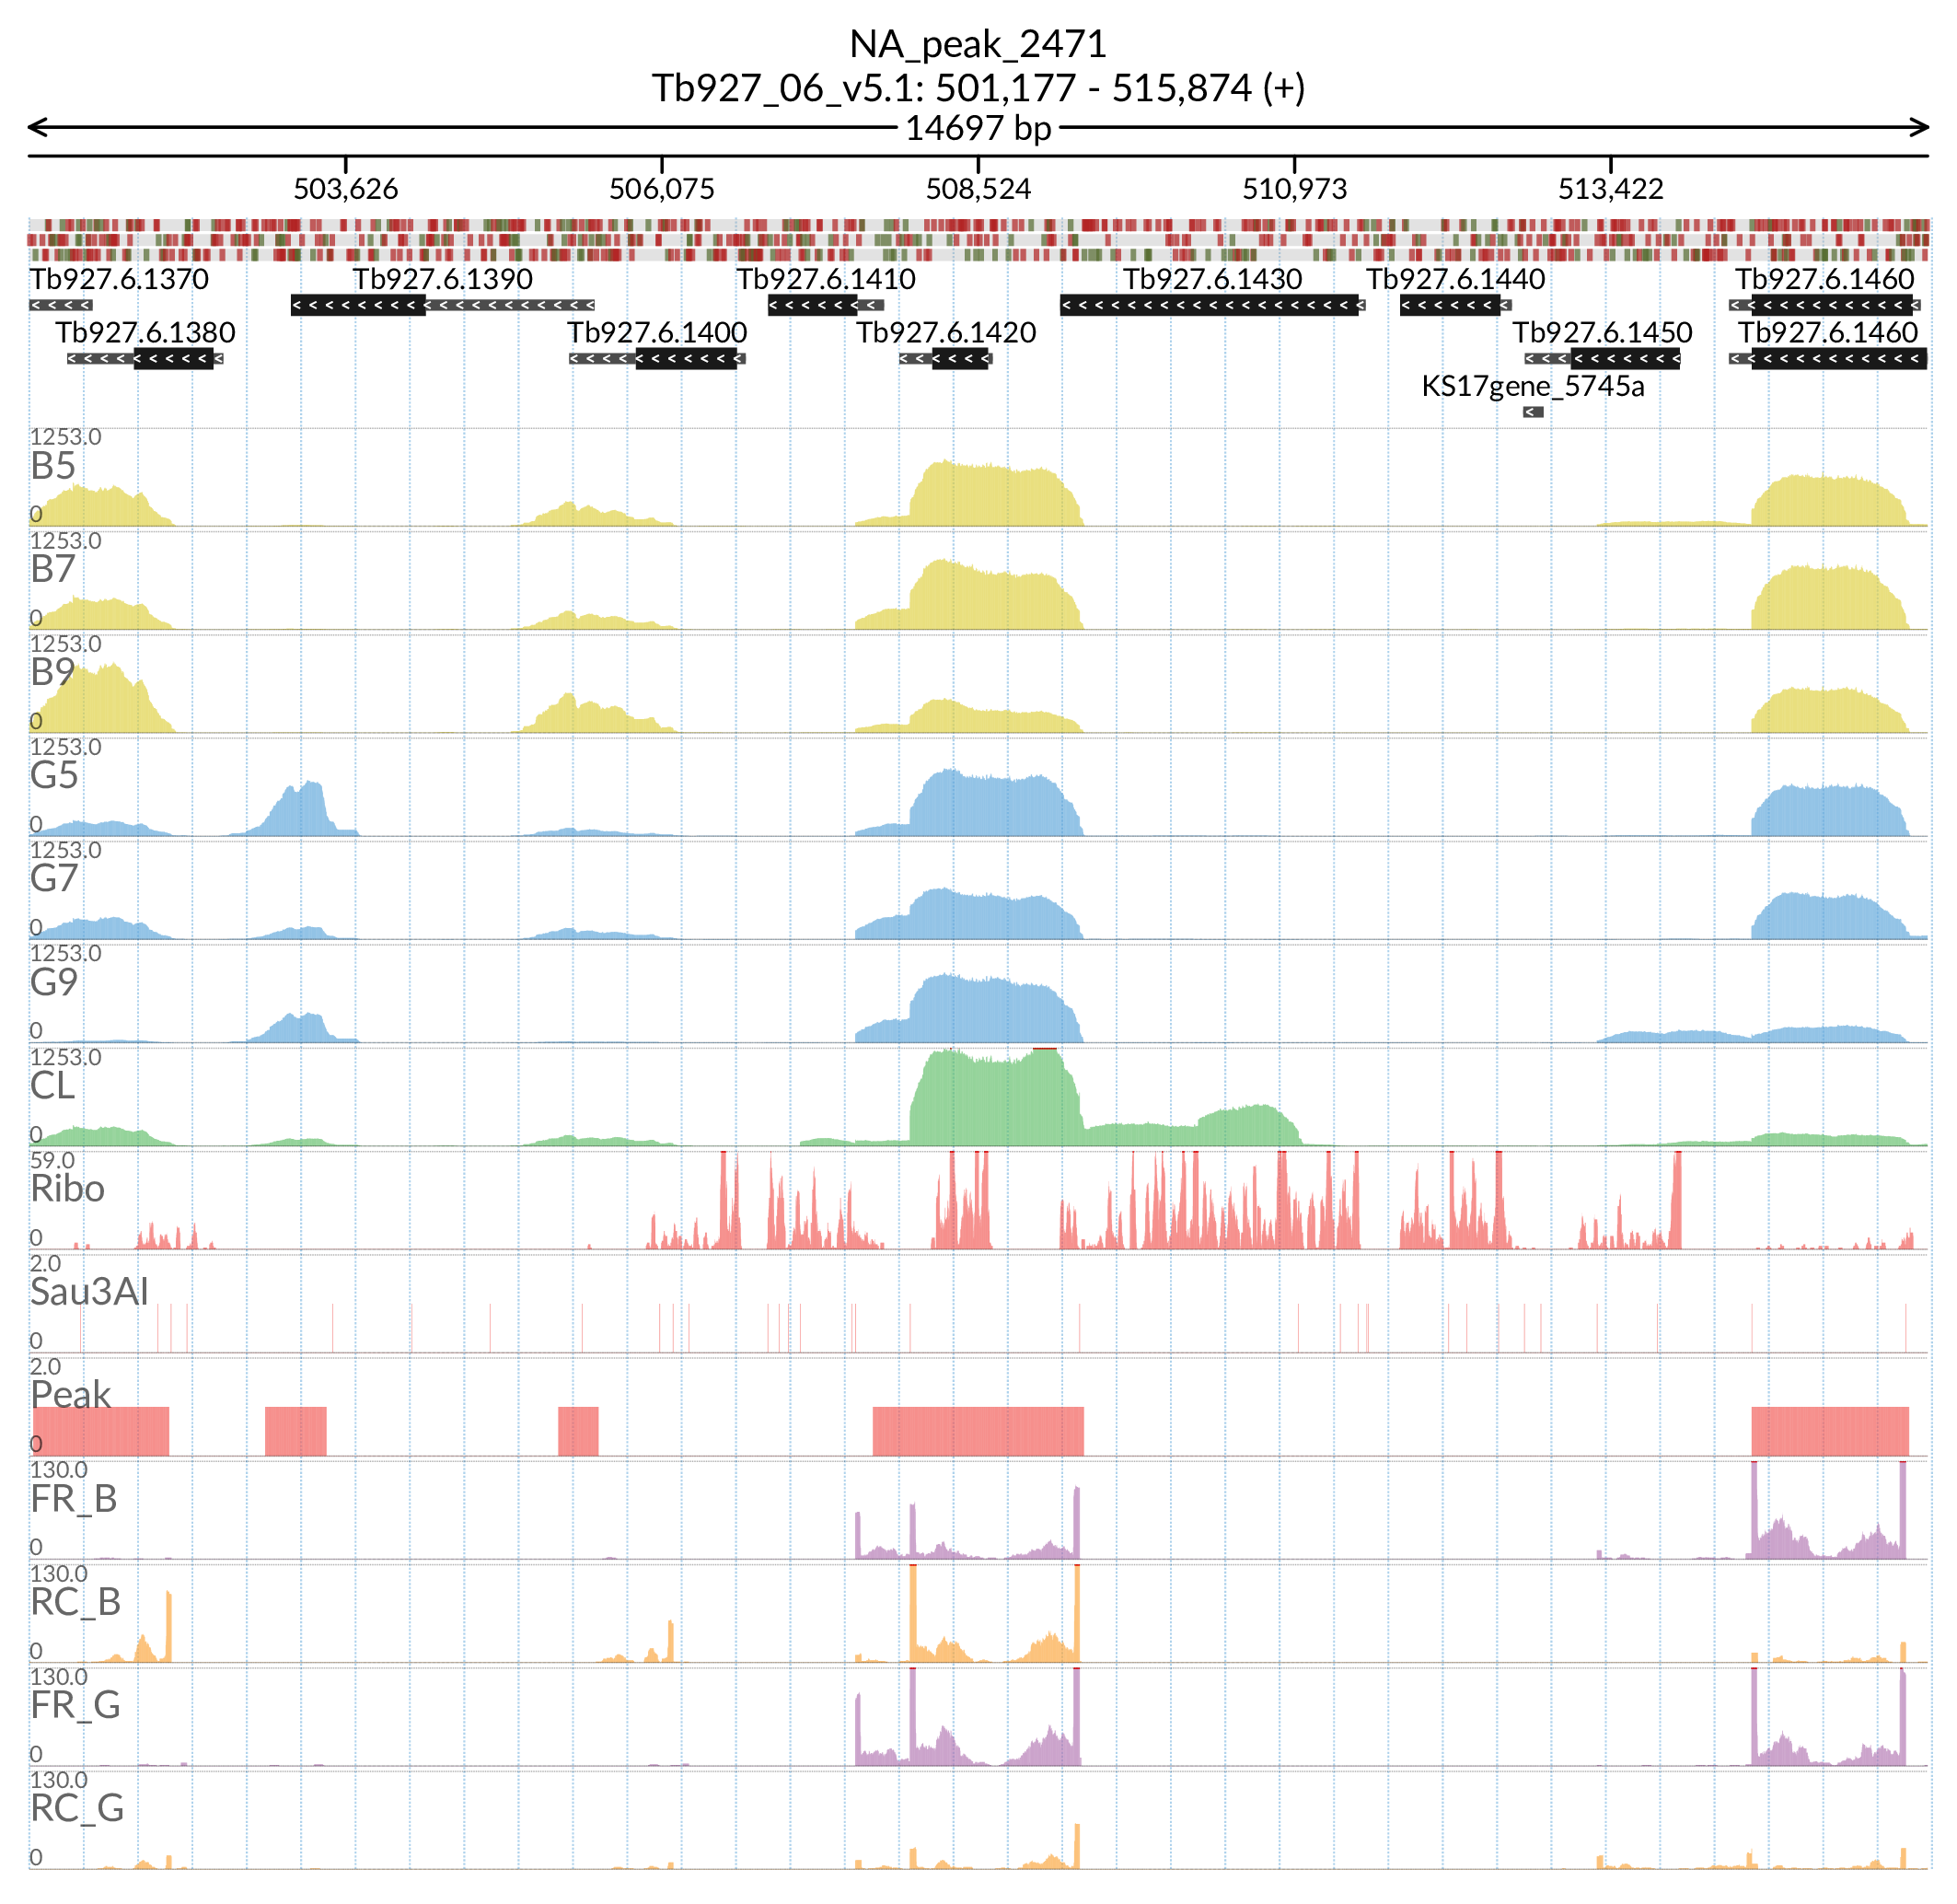 NA_peak_2471
Tb927_06_v5.1: 501,177 - 515,874 (+)
14697 bp
503,626 506,075 508,524 510,973 513,422
Tb927.6.1370 Tb927.6.1390 Tb927.6.1410 Tb927.6.1430 Tb927.6.1440 Tb927.6.1460
Tb927.6.1380 Tb927.6.1400 Tb927.6.1420 Tb927.6.1450 Tb927.6.1460
KS17gene_5745a
1253.0
B5
0
1253.0
B7
0
1253.0
B9
0
1253.0
G5
0
1253.0
G7
0
1253.0
G9
0
1253.0
CL
0
59.0
Ribo
0
2.0
Sau3AI
0
2.0
Peak
0
130.0
FR_B
0
130.0
RC_B
0
130.0
FR_G
0
130.0
RC_G
0